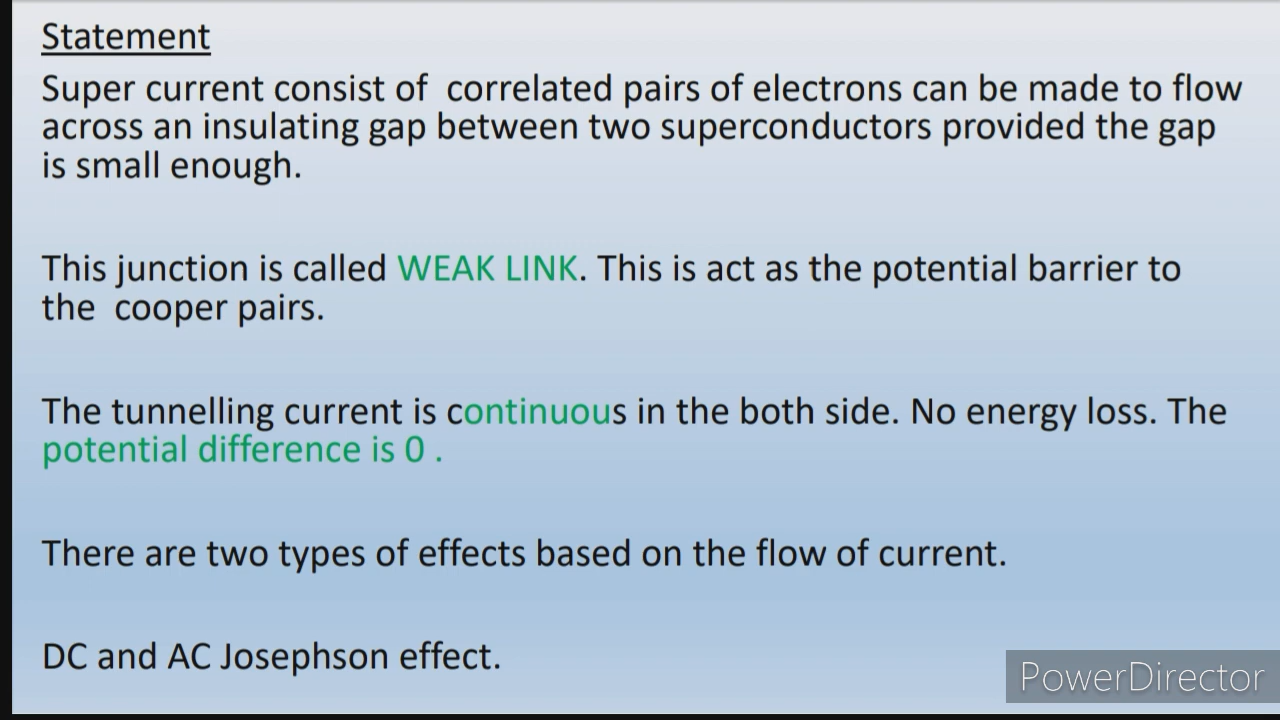 Statement
Super current consist of correlated pairs of electrons can be made to flow
across an insulating gap between two superconductors provided the gap
is small enough.
This junction is called WEAK LINK. This is act as the potential barrier to
the cooper pairs.
The tunnelling current is continuous in the both side. No energy loss. The
potential difference is 0 .
There are two types of effects based on the flow of current.
DC and AC Josephson effect.
PowerDirector